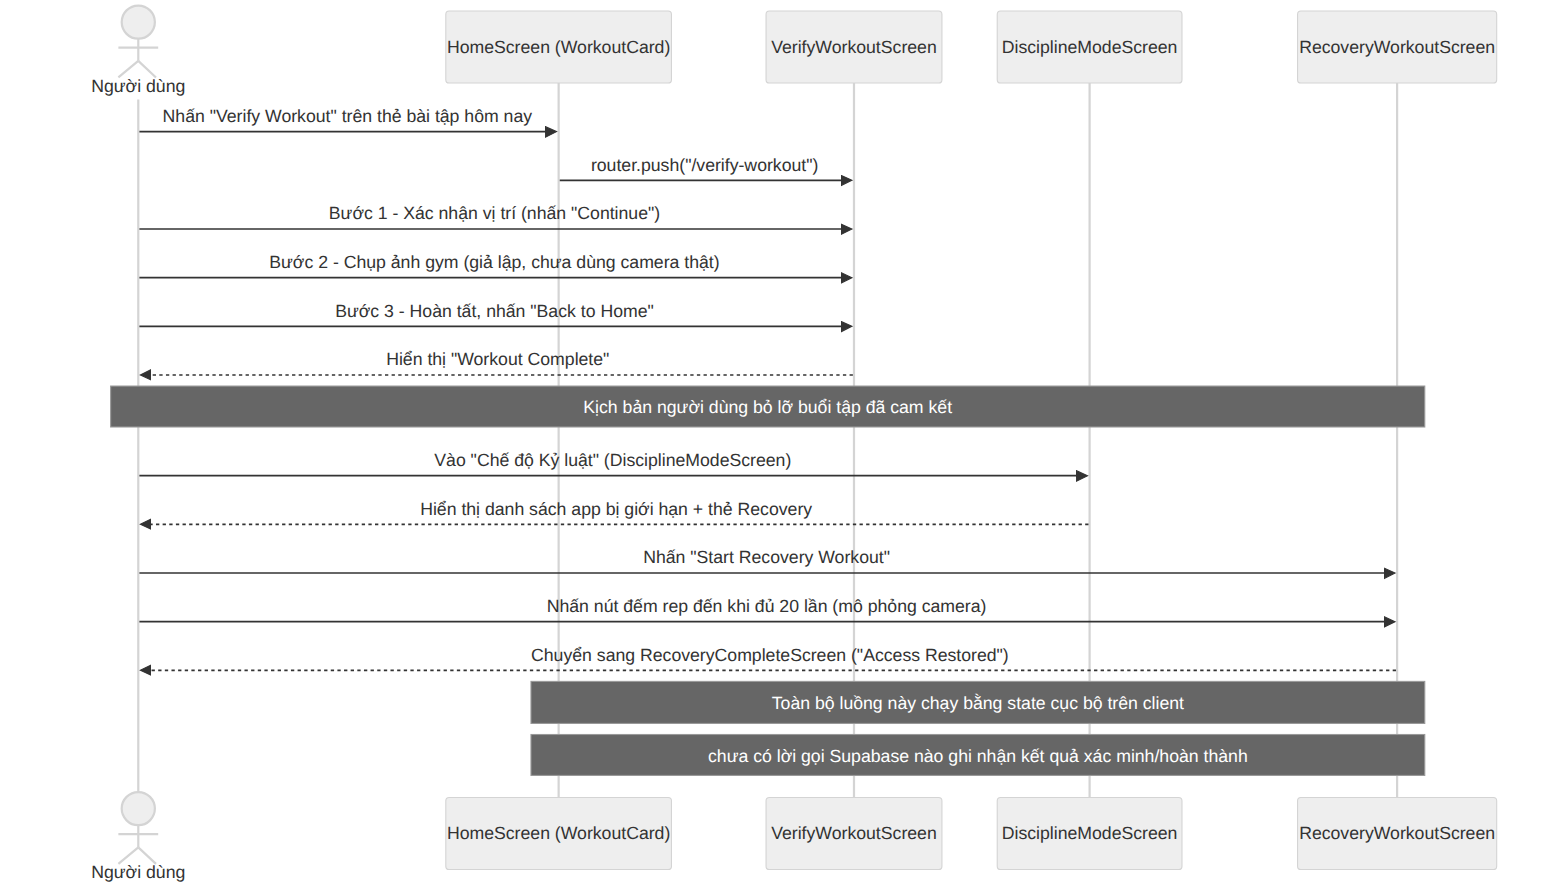 Người dùng
HomeScreen (WorkoutCard)
VerifyWorkoutScreen
DisciplineModeScreen
RecoveryWorkoutScreen
Nhấn "Verify Workout" trên thẻ bài tập hôm nay
router.push("/verify-workout")
Bước 1 - Xác nhận vị trí (nhấn "Continue")
Bước 2 - Chụp ảnh gym (giả lập, chưa dùng camera thật)
Bước 3 - Hoàn tất, nhấn "Back to Home"
Hiển thị "Workout Complete"
Kịch bản người dùng bỏ lỡ buổi tập đã cam kết
Vào "Chế độ Kỷ luật" (DisciplineModeScreen)
Hiển thị danh sách app bị giới hạn + thẻ Recovery
Nhấn "Start Recovery Workout"
Nhấn nút đếm rep đến khi đủ 20 lần (mô phỏng camera)
Chuyển sang RecoveryCompleteScreen ("Access Restored")
Toàn bộ luồng này chạy bằng state cục bộ trên client
chưa có lời gọi Supabase nào ghi nhận kết quả xác minh/hoàn thành
Người dùng
HomeScreen (WorkoutCard)
VerifyWorkoutScreen
DisciplineModeScreen
RecoveryWorkoutScreen